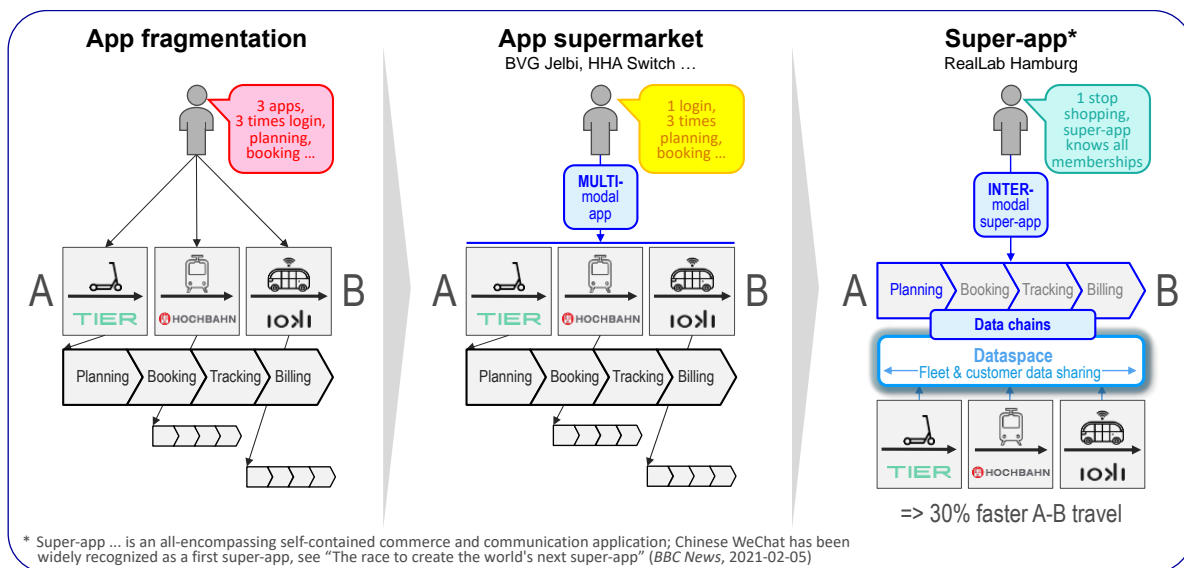 App fragmentation
3 apps,
3 times login,
planning,
booking ...
A
TIER
HOCHBAHN
ioki
B
Planning
Booking
Tracking
Billing
App supermarket
BVG Jelbi, HHA Switch ...
1 login,
3 times
planning,
booking ...
MULTI-
modal
app
A
TIER
HOCHBAHN
ioki
B
Planning
Booking
Tracking
Billing
Super-app*
RealLab Hamburg
1 stop
shopping,
super-app
knows all
memberships
INTER-
modal
super-app
A
Planning
Booking
Tracking
Billing
B
Data chains
Dataspace
Fleet & customer data sharing
TIER
HOCHBAHN
ioki
=> 30% faster A-B travel
* Super-app ... is an all-encompassing self-contained commerce and communication application; Chinese WeChat has been
widely recognized as a first super-app, see “The race to create the world's next super-app” (BBC News, 2021-02-05)